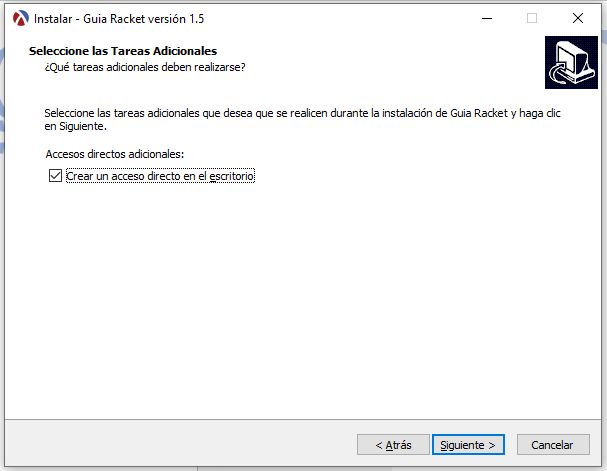 Instalar - Guia Racket versión 1.5
Seleccione las Tareas Adicionales
¿Qué tareas adicionales deben realizarse?
Seleccione las tareas adicionales que desea que se realicen durante la instalación de Guia Racket y haga clic
en Siguiente.
Accesos directos adicionales:
Crear un acceso directo en el escritorio
< Atrás
Siguiente >
Cancelar